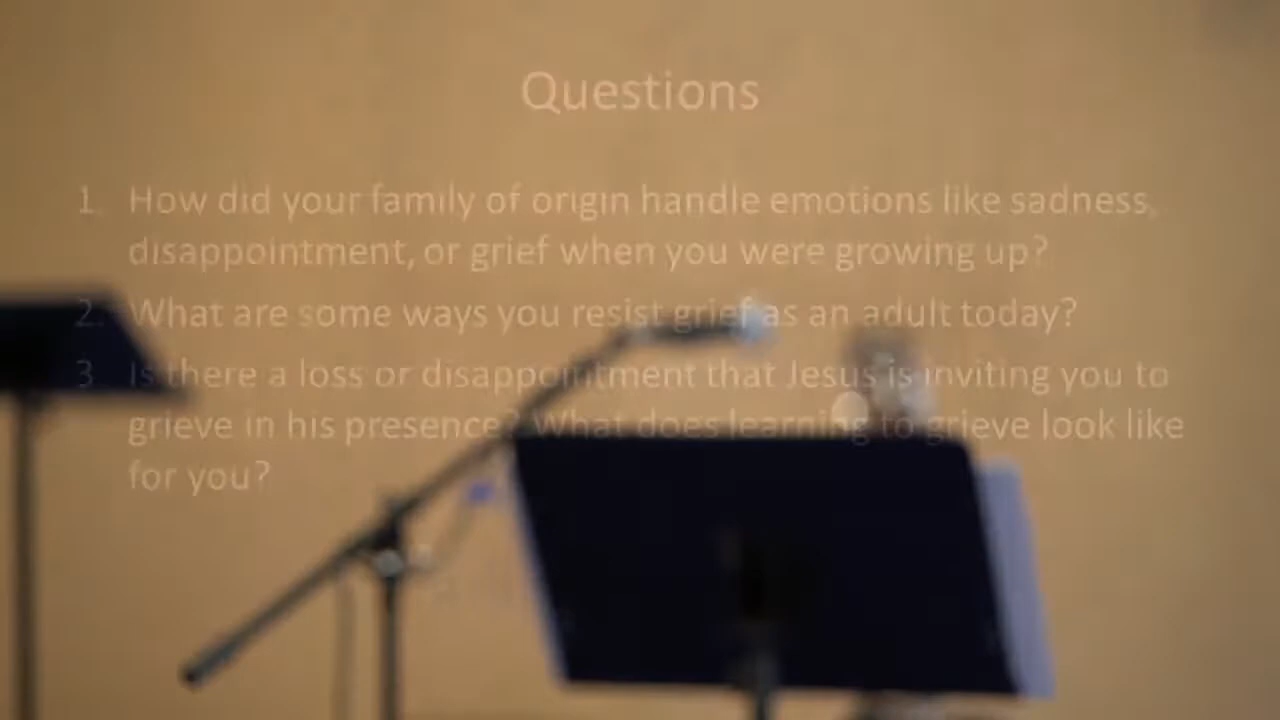 Questions
1. How did your family of origin handle emotions like sadness,
disappointment, or grief when you were growing up?
2. What are some ways you resist grief as an adult today?
3. Is there a loss or disappointment that Jesus is inviting you to
grieve in his presence? What does learning to grieve look like
for you?